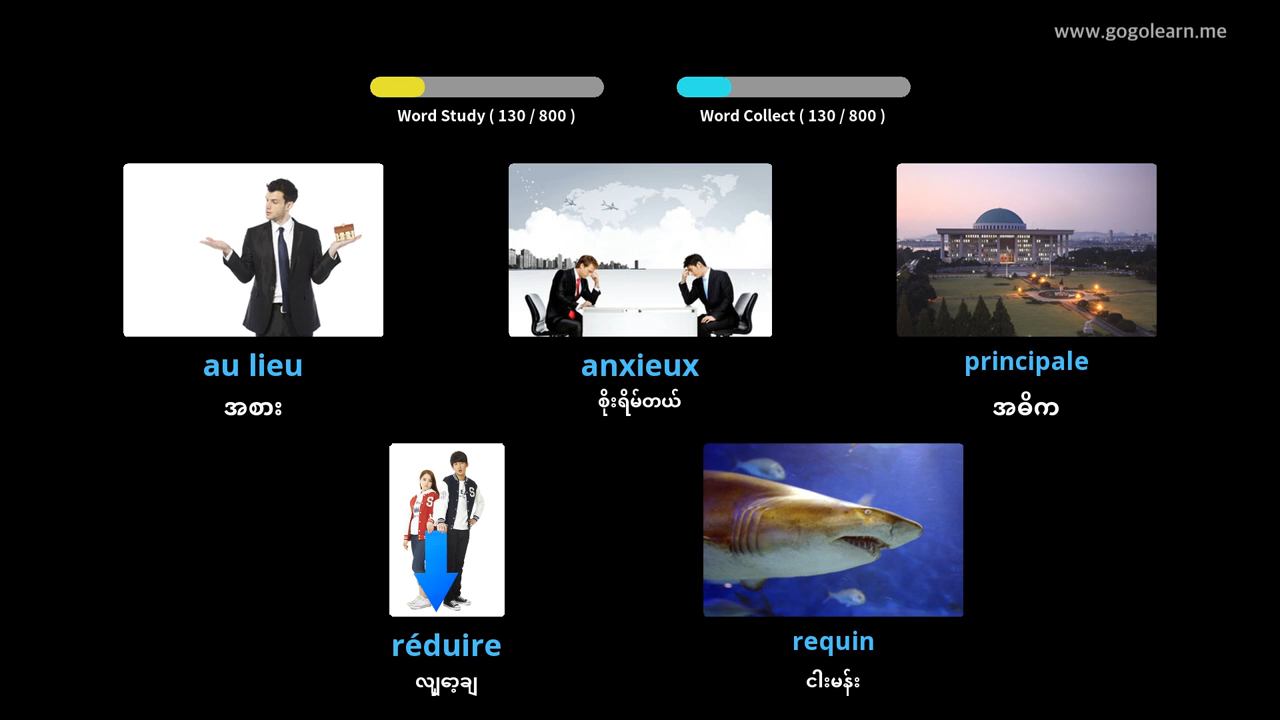 www.gogolearn.me
Word Study ( 130 / 800 )
Word Collect ( 130 / 800 )
au lieu
အစား
anxieux
စိုးရိမ်တယ်
principale
အဓိက
réduire
လျှော့ချ
requin
ငါးမန်း